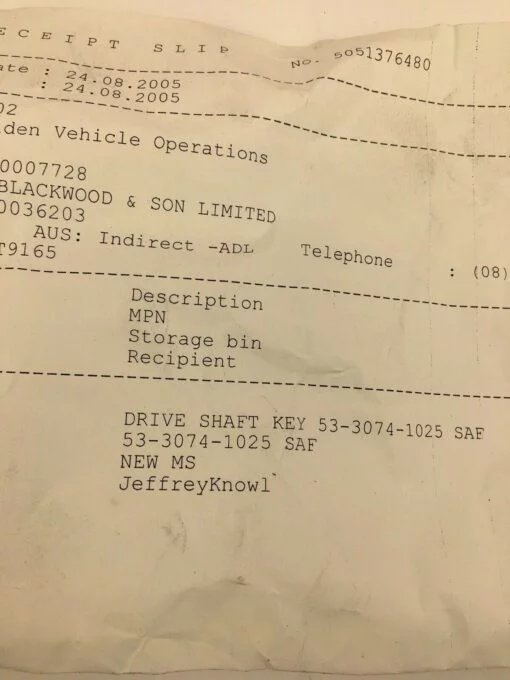 ECEIPT SLIP No. 5051376480
ate : 24.08.2005
: 24.08.2005
02
den Vehicle Operations
0007728
BLACKWOOD & SON LIMITED
0036203
AUS: Indirect -ADL Telephone : (08)
T9165
Description
MPN
Storage bin
Recipient
DRIVE SHAFT KEY 53-3074-1025 SAF
53-3074-1025 SAF
NEW MS
JeffreyKnowl